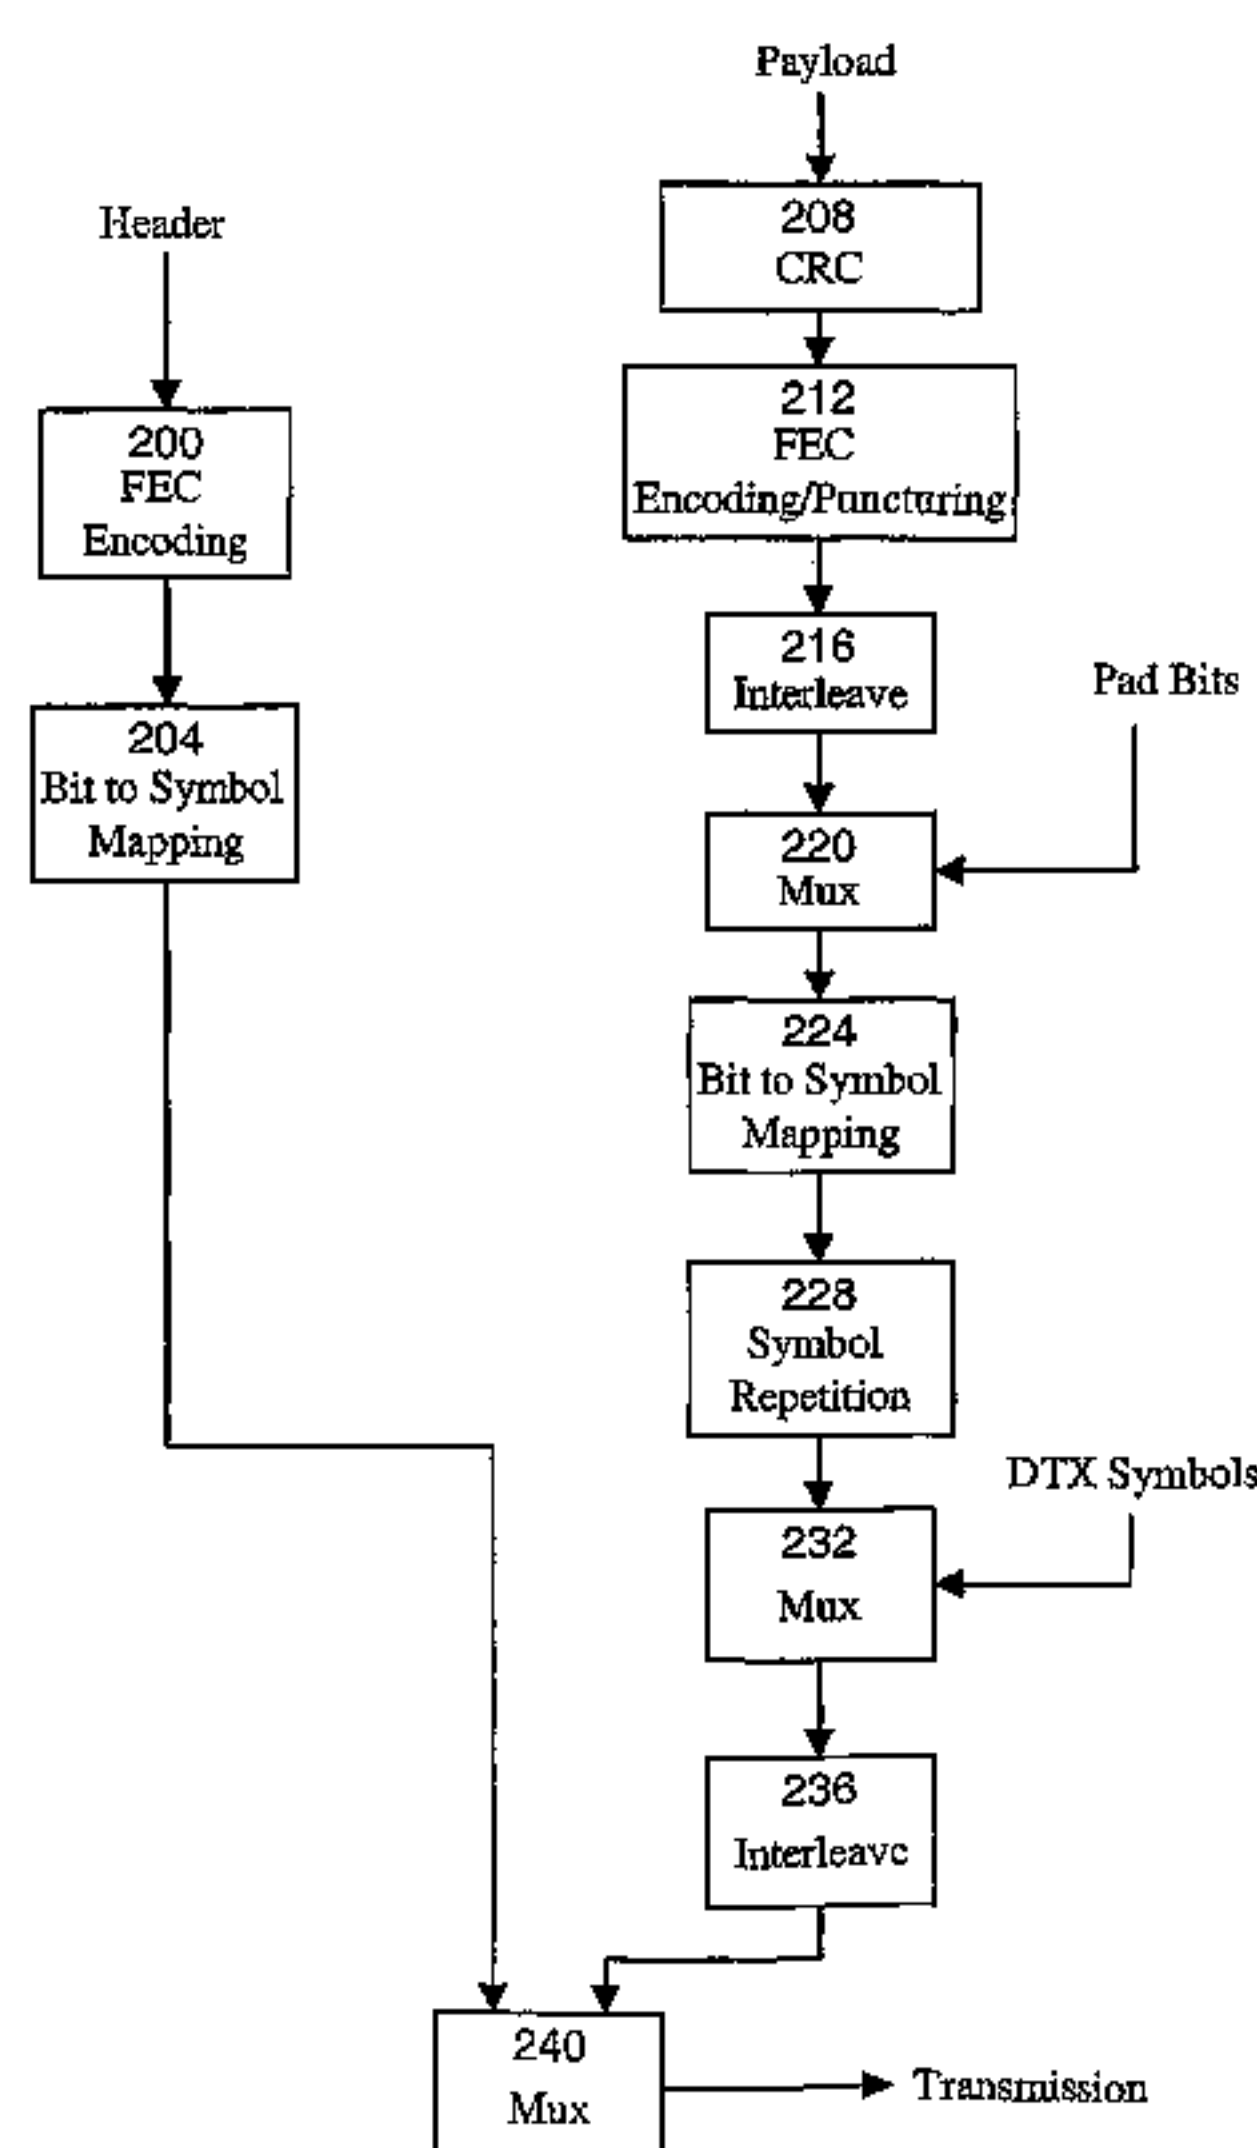 Payload
208
CRC
Header
212
FEC
Encoding/Puncturing
200
FEC
Encoding
216
Interleave
Pad Bits
204
Bit to Symbol
Mapping
220
Mux
224
Bit to Symbol
Mapping
228
Symbol
Repetition
DTX Symbols
232
Mux
236
Interleave
240
Mux
Transmission